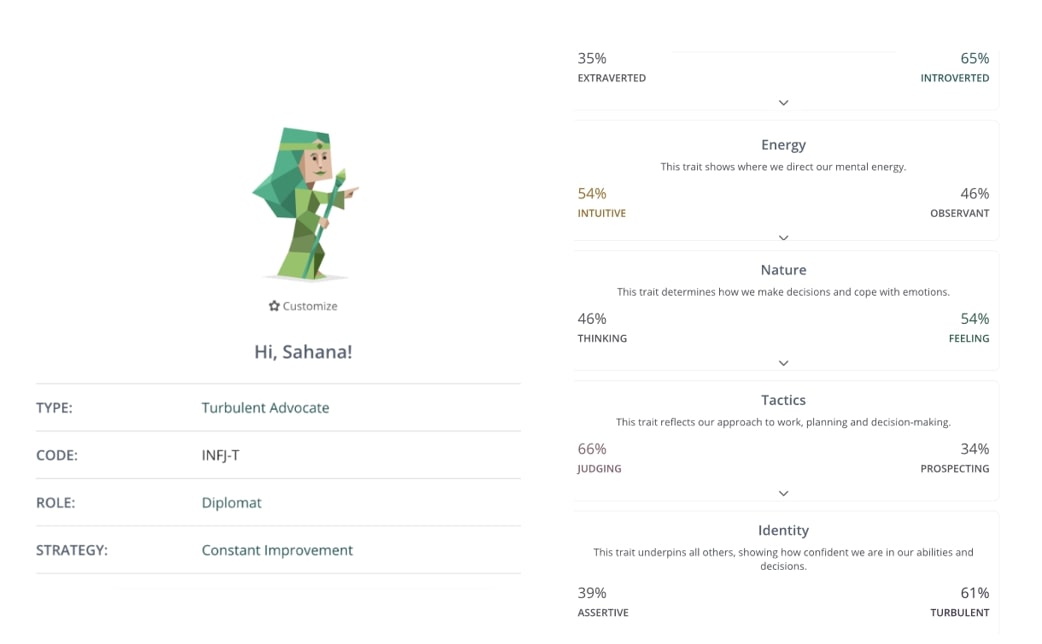 Customize
Hi, Sahana!
TYPE: Turbulent Advocate
CODE: INFJ-T
ROLE: Diplomat
STRATEGY: Constant Improvement
35% 65%
EXTRAVERTED INTROVERTED
Energy
This trait shows where we direct our mental energy.
54% 46%
INTUITIVE OBSERVANT
Nature
This trait determines how we make decisions and cope with emotions.
46% 54%
THINKING FEELING
Tactics
This trait reflects our approach to work, planning and decision-making.
66% 34%
JUDGING PROSPECTING
Identity
This trait underpins all others, showing how confident we are in our abilities and
decisions.
39% 61%
ASSERTIVE TURBULENT